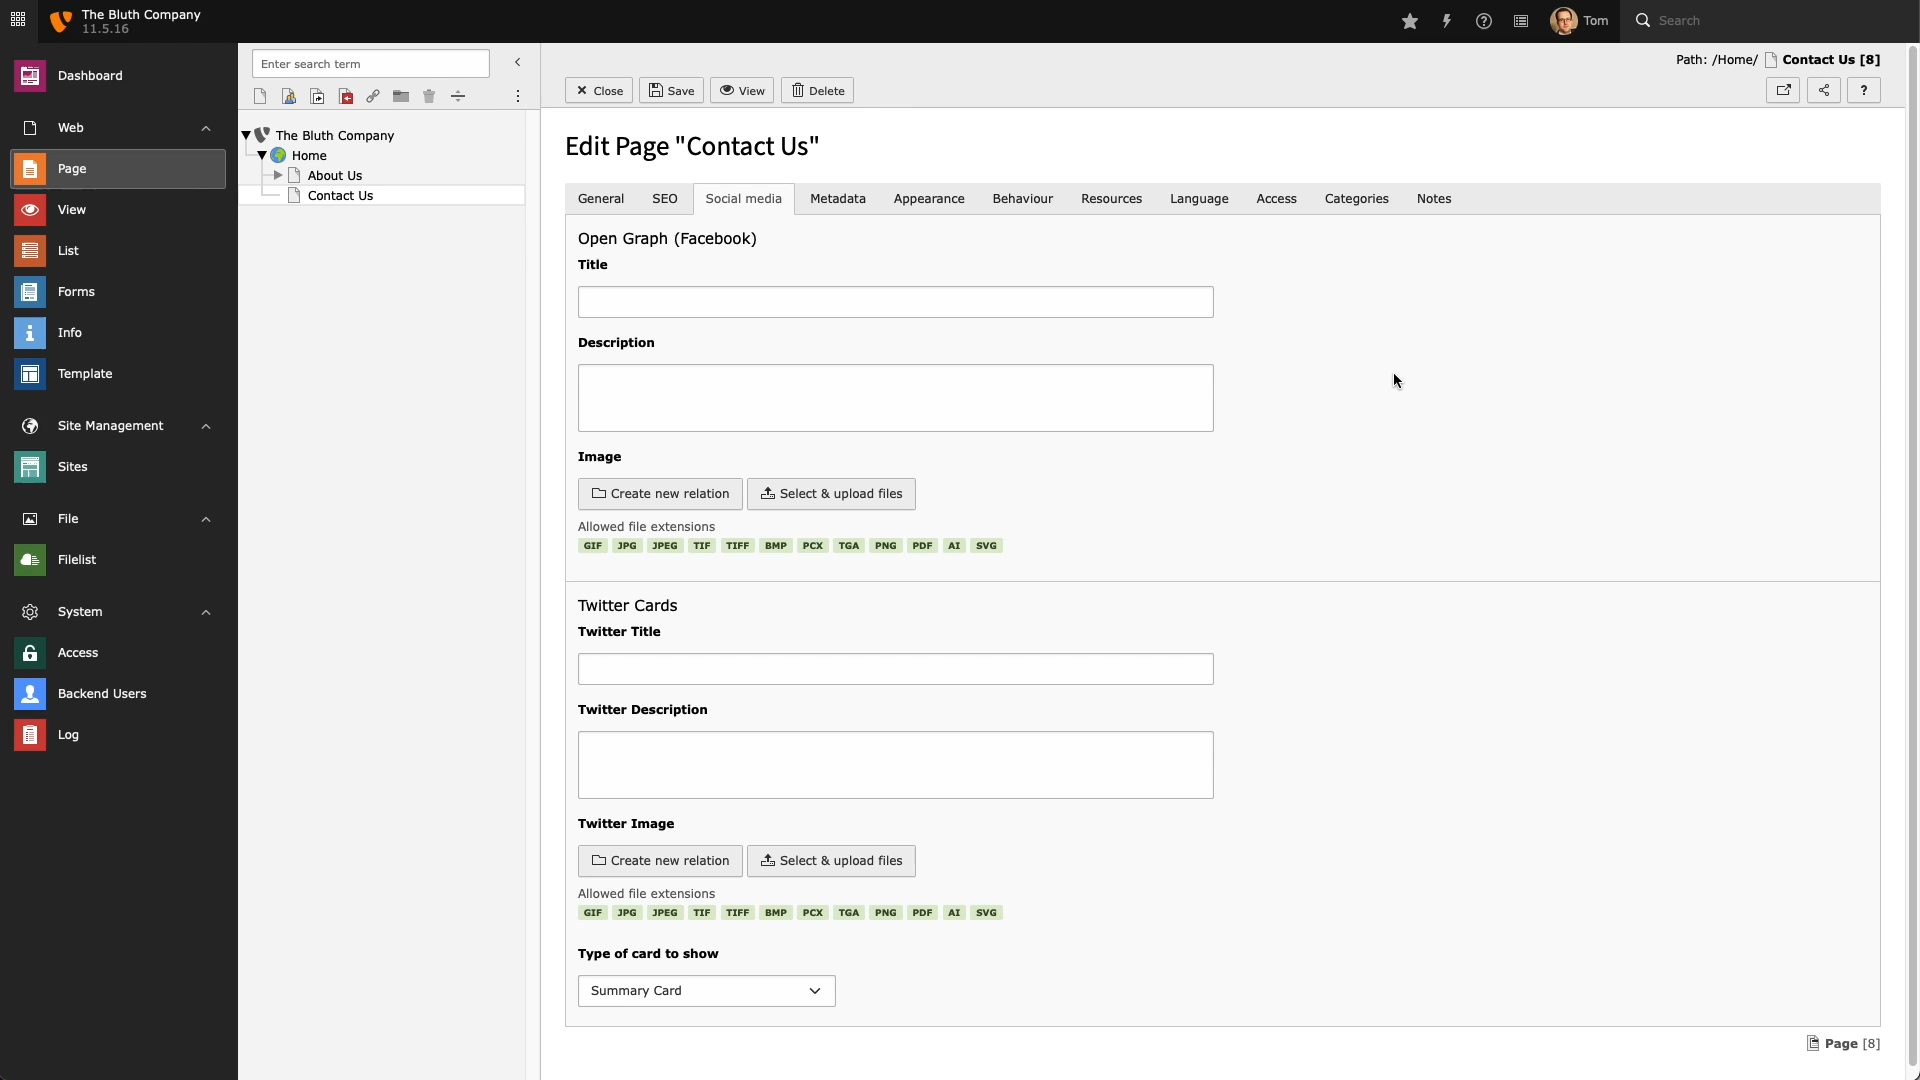 The Bluth Company
11.5.16
Tom
Search
Dashboard
Web
Page
View
List
Forms
Info
Template
Site Management
Sites
File
Filelist
System
Access
Backend Users
Log
Enter search term
The Bluth Company
Home
About Us
Contact Us
Path: /Home/ Contact Us [8]
Close Save View Delete
?
Edit Page "Contact Us"
General SEO Social media Metadata Appearance Behaviour Resources Language Access Categories Notes
Open Graph (Facebook)
Title
Description
Image
Create new relation Select & upload files
Allowed file extensions
GIF JPG JPEG TIF TIFF BMP PCX TGA PNG PDF AI SVG
Twitter Cards
Twitter Title
Twitter Description
Twitter Image
Create new relation Select & upload files
Allowed file extensions
GIF JPG JPEG TIF TIFF BMP PCX TGA PNG PDF AI SVG
Type of card to show
Summary Card
Page [8]